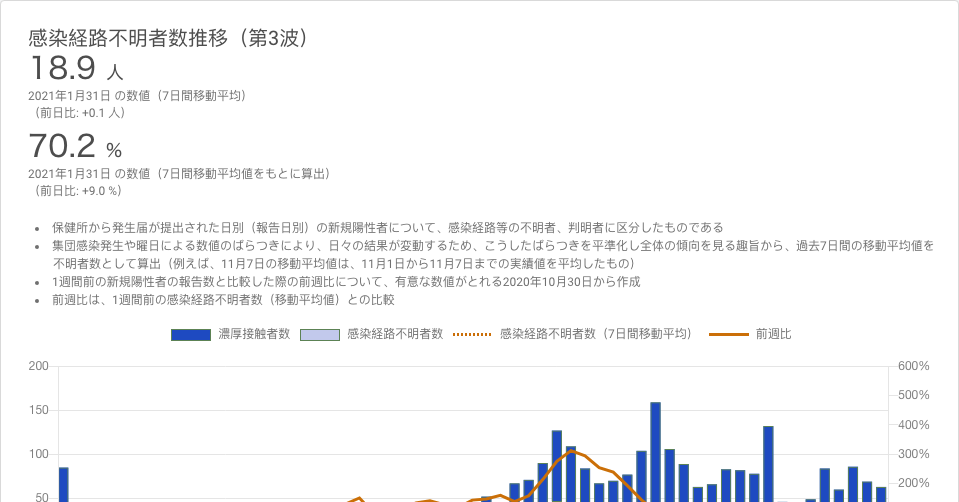 感染経路不明者数推移（第3波）
18.9 人
2021年1月31日 の数値（7日間移動平均）
（前日比: +0.1 人）
70.2 %
2021年1月31日 の数値（7日間移動平均値をもとに算出）
（前日比: +9.0 %）
• 保健所から発生届が提出された日別（報告日別）の新規陽性者について、感染経路等の不明者、判明者に区分したものである
• 集団感染発生や曜日による数値のばらつきにより、日々の結果が変動するため、こうしたばらつきを平準化し全体の傾向を見る趣旨から、過去7日間の移動平均値を
不明者数として算出（例えば、11月7日の移動平均値は、11月1日から11月7日までの実績値を平均したもの）
• 1週間前の新規陽性者の報告数と比較した際の前週比について、有意な数値がとれる2020年10月30日から作成
• 前週比は、1週間前の感染経路不明者数（移動平均値）との比較
濃厚接触者数 感染経路不明者数 感染経路不明者数（7日間移動平均） 前週比
200 600%
500%
150
400%
100 300%
200%
50